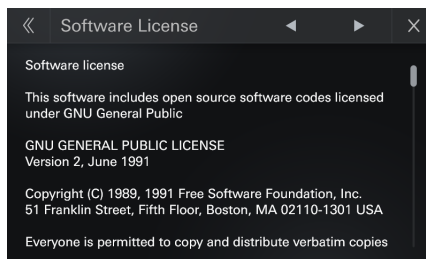 Software License
Software license
This software includes open source software codes licensed
under GNU General Public
GNU GENERAL PUBLIC LICENSE
Version 2, June 1991
Copyright (C) 1989, 1991 Free Software Foundation, Inc.
51 Franklin Street, Fifth Floor, Boston, MA 02110-1301 USA
Everyone is permitted to copy and distribute verbatim copies